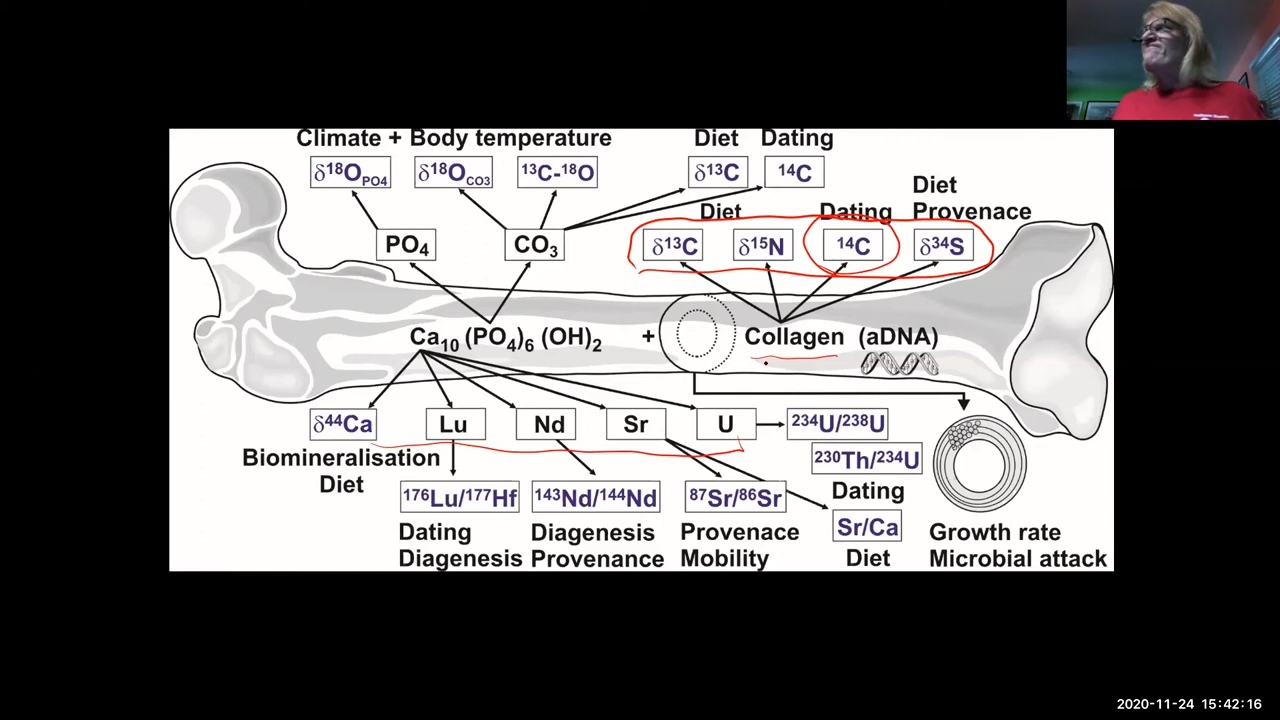 Climate + Body temperature
Diet
Dating
δ¹⁸O_PO4
δ¹⁸O_CO3
¹³C-¹⁸O
δ¹³C
¹⁴C
Diet
Provenace
Diet
Dating
PO₄
CO₃
δ¹³C
δ¹⁵N
¹⁴C
δ³⁴S
Ca₁₀(PO₄)₆(OH)₂
+
Collagen (aDNA)
δ⁴⁴Ca
Lu
Nd
Sr
U
²³⁴U/²³⁸U
Biomineralisation
Diet
²³⁰Th/²³⁴U
Dating
¹⁷⁶Lu/¹⁷⁷Hf
¹⁴³Nd/¹⁴⁴Nd
⁸⁷Sr/⁸⁶Sr
Sr/Ca
Diet
Dating
Diagenesis
Diagenesis
Provenance
Provenace
Mobility
Growth rate
Microbial attack
2020-11-24 15:42:16